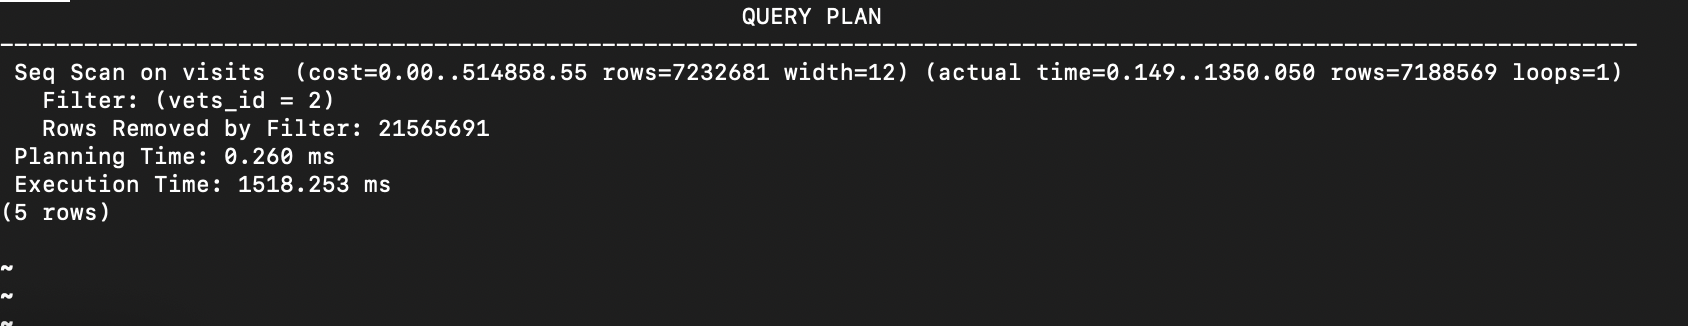 QUERY PLAN
---------------------------------------------------------------------------------------------------------------------
Seq Scan on visits  (cost=0.00..514858.55 rows=7232681 width=12) (actual time=0.149..1350.050 rows=7188569 loops=1)
Filter: (vets_id = 2)
Rows Removed by Filter: 21565691
Planning Time: 0.260 ms
Execution Time: 1518.253 ms
(5 rows)
~
~
~